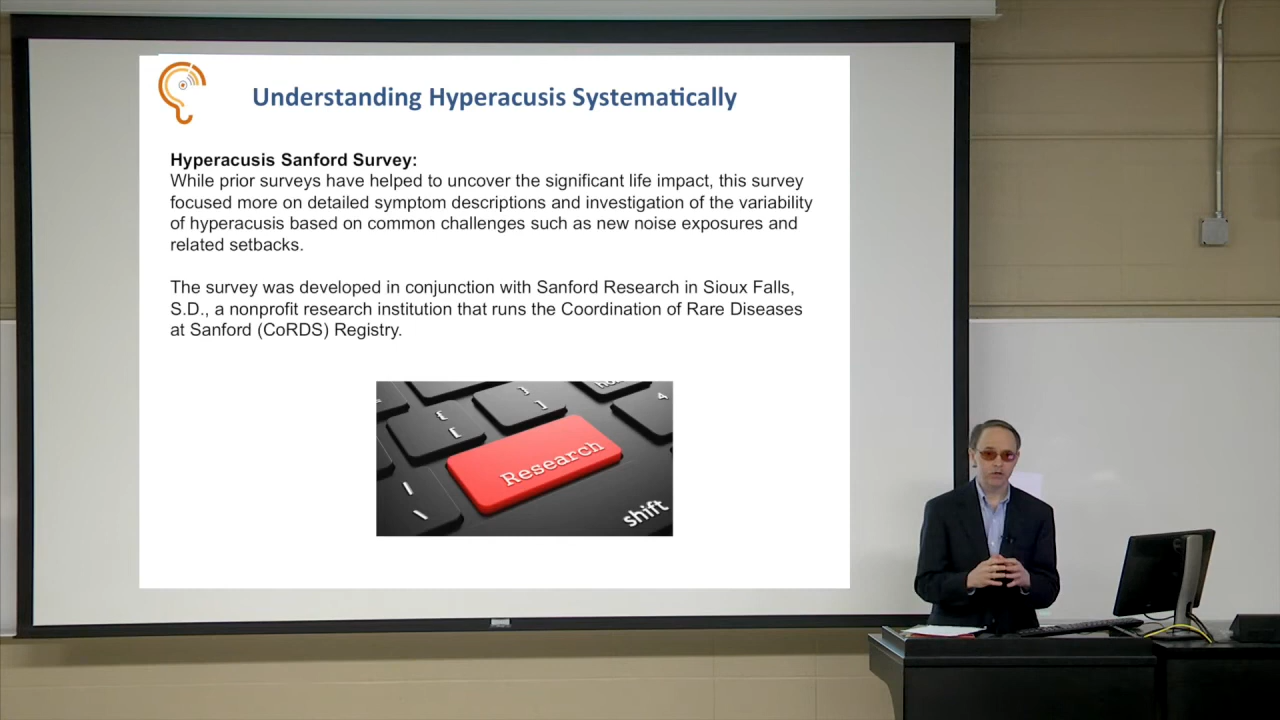 Understanding Hyperacusis Systematically
Hyperacusis Sanford Survey:
While prior surveys have helped to uncover the significant life impact, this survey
focused more on detailed symptom descriptions and investigation of the variability
of hyperacusis based on common challenges such as new noise exposures and
related setbacks.
The survey was developed in conjunction with Sanford Research in Sioux Falls,
S.D., a nonprofit research institution that runs the Coordination of Rare Diseases
at Sanford (CoRDS) Registry.
}
]
{
[
4
Research
|
\
shift